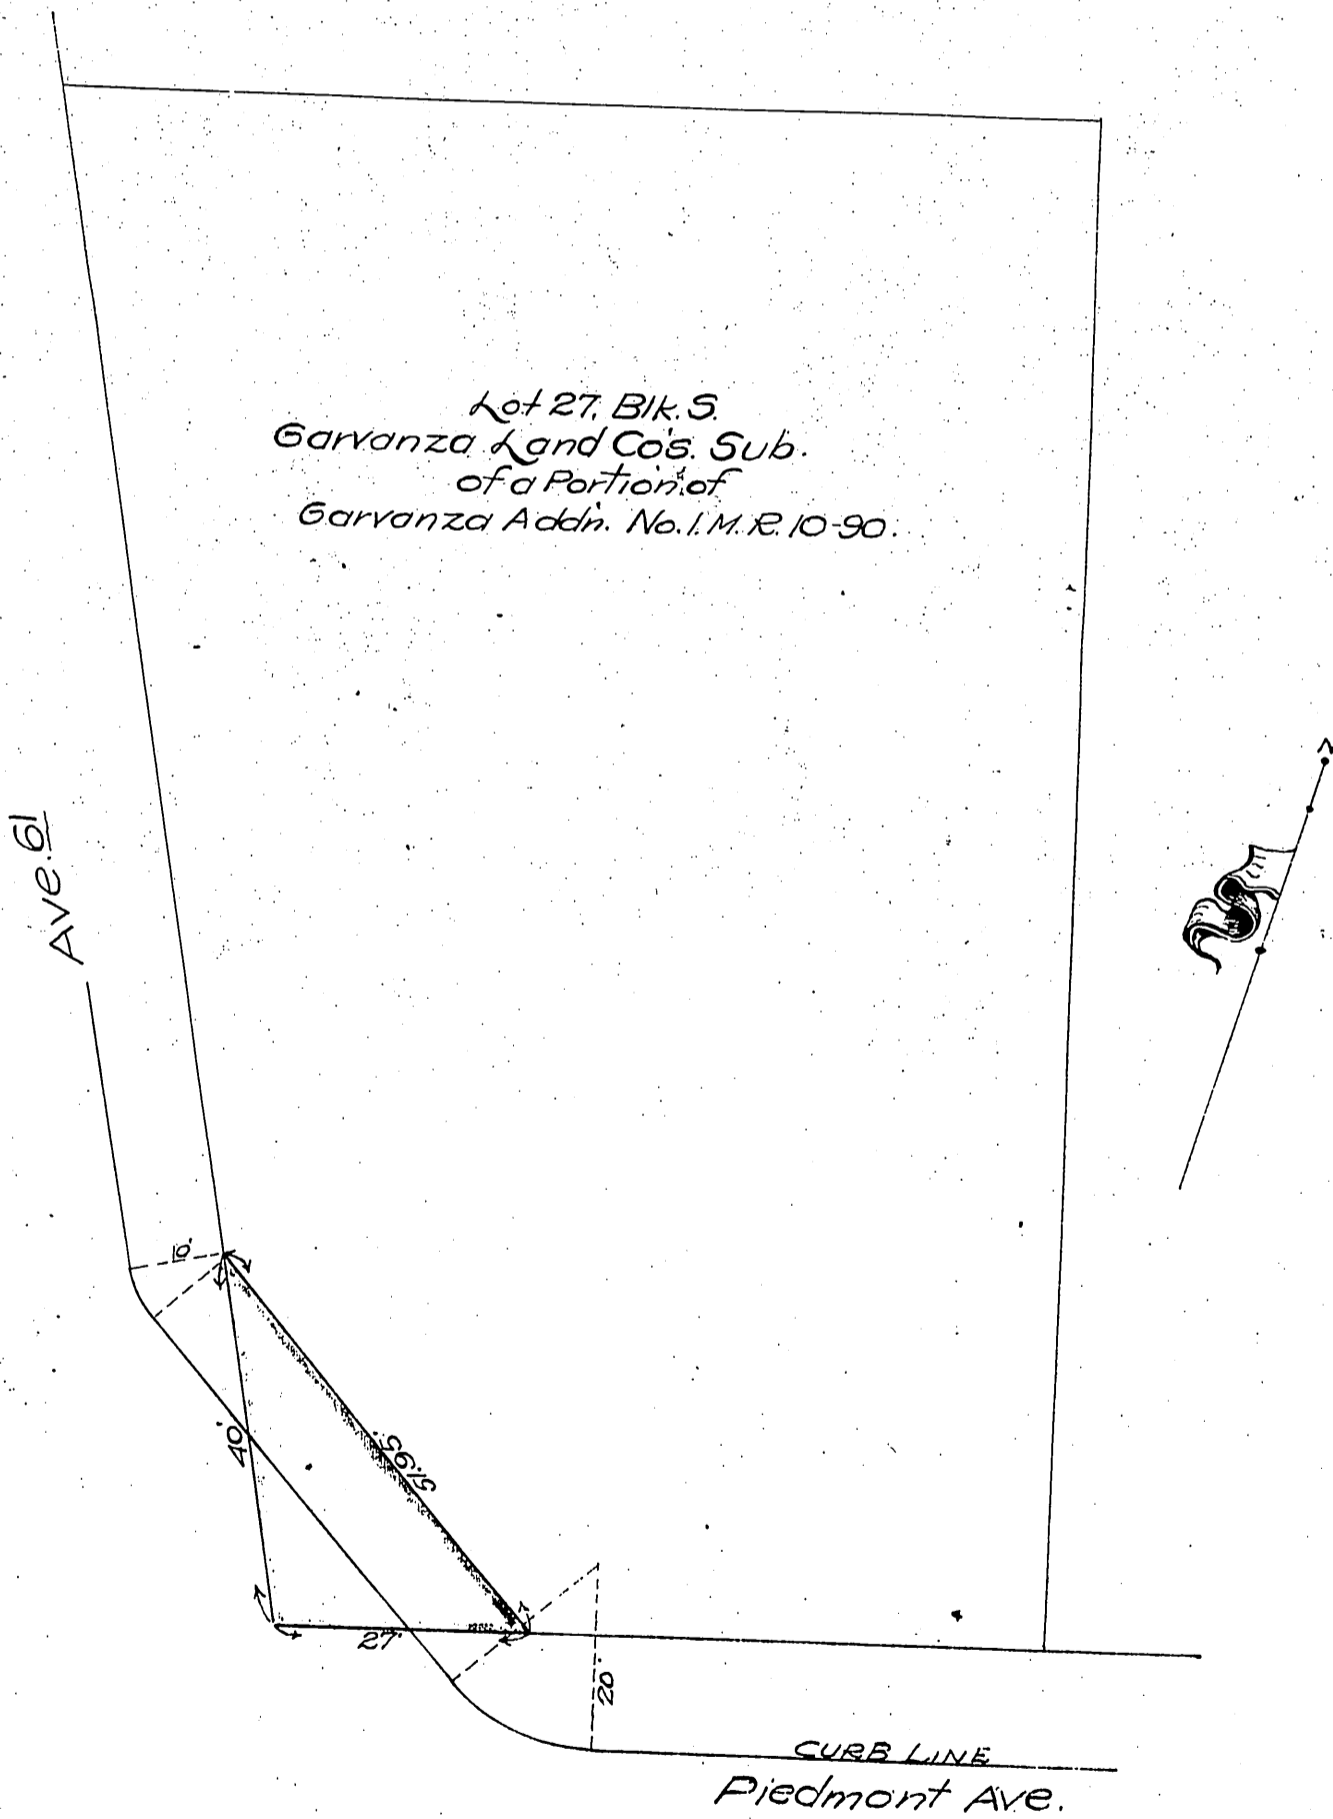 Lot 27, Blk. S.
Garvanza Land Co's. Sub.
of a Portion of
Garvanza Addn. No. 1. M. R. 10-90.
Ave. 61
10'
40'
51.95'
27'
20'
CURB LINE
Piedmont Ave.